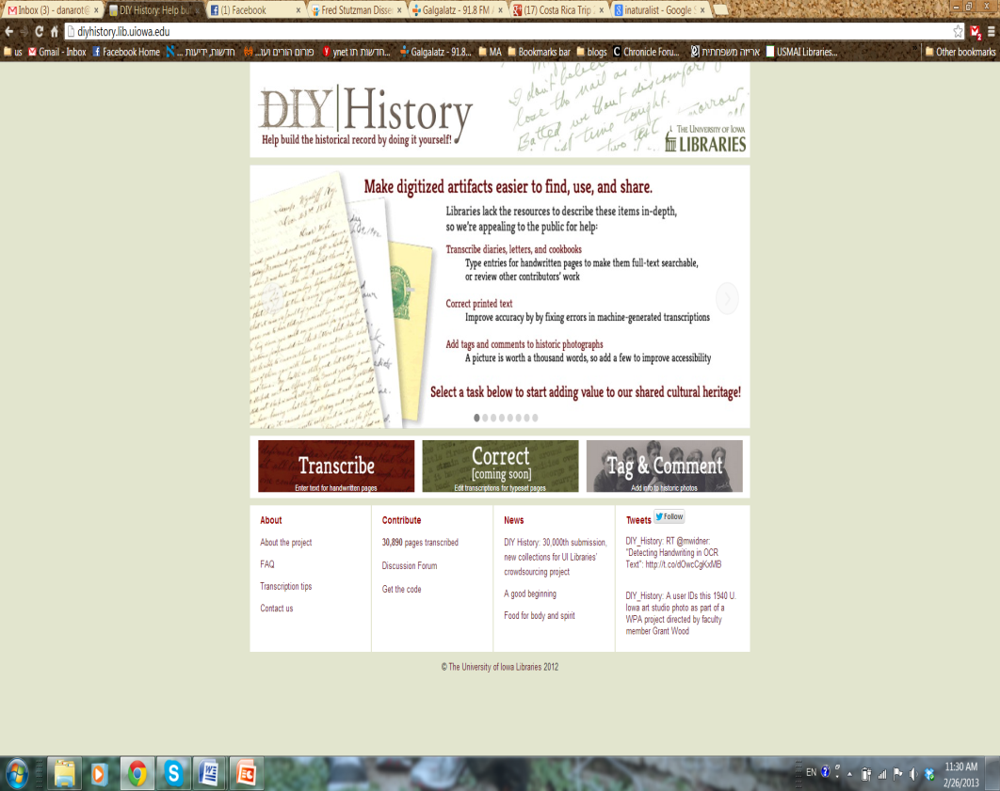 Inbox (3) - danarot@
DIY History: Help bu
(1) Facebook
Fred Stutzman Disse
Galgalatz - 91.8 FM
(17) Costa Rica Trip
inaturalist - Google S
diyhistory.lib.uiowa.edu
us Gmail - Inbox Facebook Home חדשות, ידיעות ... פורום הורים ועו... ynet חדשות תו... Galgalatz - 91.8... MA Bookmarks bar blogs Chronicle Foru... אריזה משפחתית USMAI Libraries... Other bookmarks
DIY|History
Help build the historical record by doing it yourself!
I don't believe
lose the nail as
without discomfort
morrow
Batted
time tonight.
two
THE UNIVERSITY OF IOWA
LIBRARIES
Make digitized artifacts easier to find, use, and share.
Libraries lack the resources to describe these items in-depth,
so we're appealing to the public for help:
Transcribe diaries, letters, and cookbooks
Type entries for handwritten pages to make them full-text searchable,
or review other contributors' work
Correct printed text
Improve accuracy by by fixing errors in machine-generated transcriptions
Add tags and comments to historic photographs
A picture is worth a thousand words, so add a few to improve accessibility
Select a task below to start adding value to our shared cultural heritage!
Transcribe
Enter text for handwritten pages
Correct
[coming soon]
Edit transcriptions for typeset pages
Tag & Comment
Add info to historic photos
About
About the project
FAQ
Transcription tips
Contact us
Contribute
30,890 pages transcribed
Discussion Forum
Get the code
News
DIY History: 30,000th submission,
new collections for UI Libraries'
crowdsourcing project
A good beginning
Food for body and spirit
Tweets Follow
DIY_History: RT @mwidner:
"Detecting Handwriting in OCR
Text": http://t.co/dOwcCgKxMB
DIY_History: A user IDs this 1940 U.
Iowa art studio photo as part of a
WPA project directed by faculty
member Grant Wood
© The University of Iowa Libraries 2012
EN
11:30 AM
2/26/2013